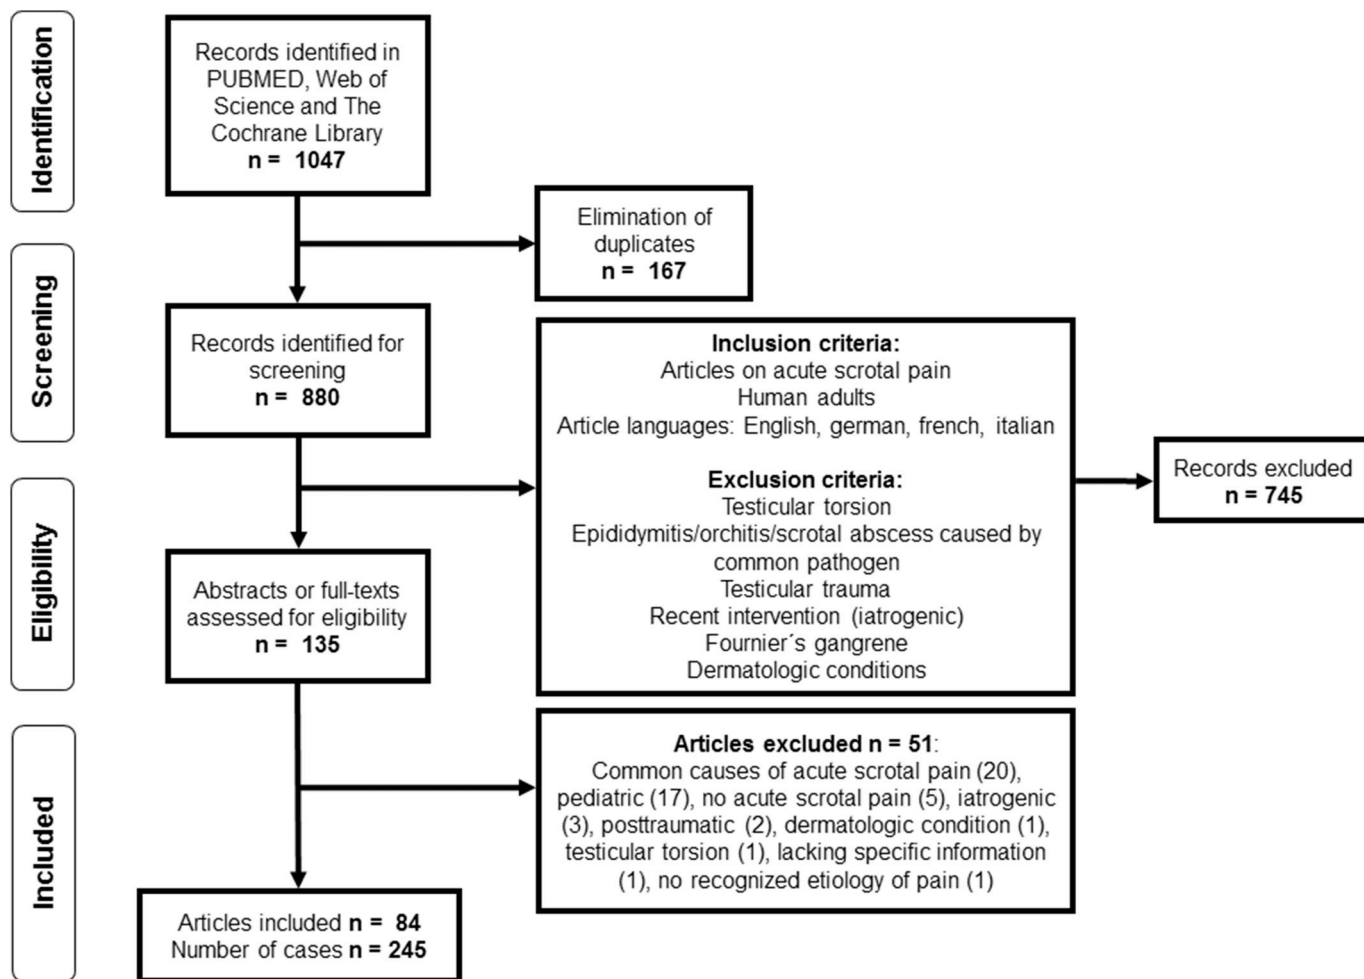 Identification
Records identified in
PUBMED, Web of
Science and The
Cochrane Library
n = 1047
Elimination of
duplicates
n = 167
Screening
Records identified for
screening
n = 880
Inclusion criteria:
Articles on acute scrotal pain
Human adults
Article languages: English, german, french, italian
Exclusion criteria:
Testicular torsion
Epididymitis/orchitis/scrotal abscess caused by
common pathogen
Testicular trauma
Recent intervention (iatrogenic)
Fournier´s gangrene
Dermatologic conditions
Records excluded
n = 745
Eligibility
Abstracts or full-texts
assessed for eligibility
n = 135
Articles excluded n = 51:
Common causes of acute scrotal pain (20),
pediatric (17), no acute scrotal pain (5), iatrogenic
(3), posttraumatic (2), dermatologic condition (1),
testicular torsion (1), lacking specific information
(1), no recognized etiology of pain (1)
Included
Articles included n = 84
Number of cases n = 245